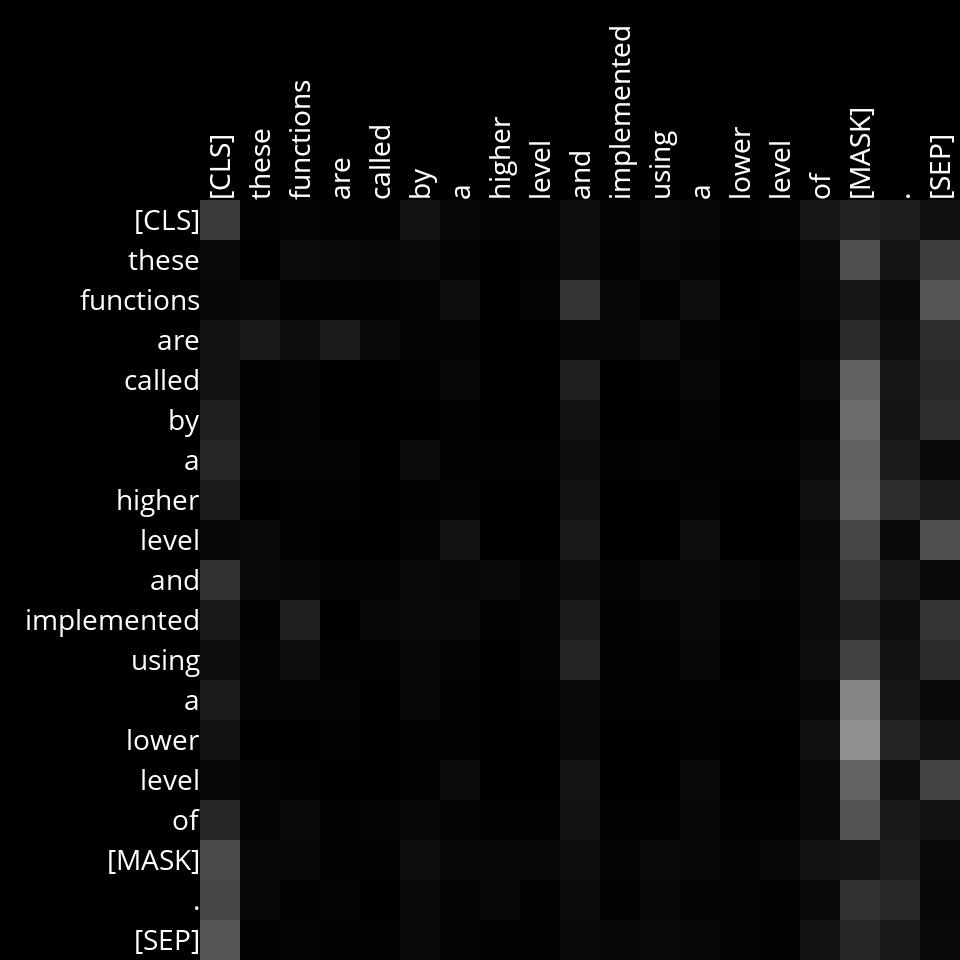 [CLS] these functions are called by a higher level and implemented using a lower level of [MASK] . [SEP]
[CLS]
these
functions
are
called
by
a
higher
level
and
implemented
using
a
lower
level
of
[MASK]
.
[SEP]